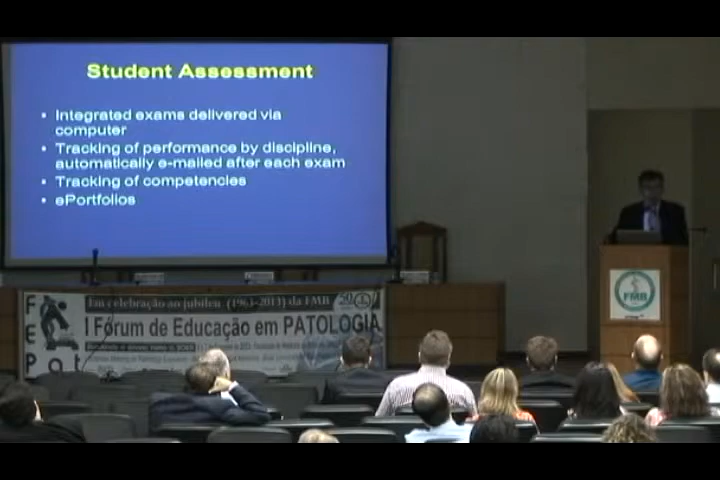 Student Assessment
• Integrated exams delivered via
computer
• Tracking of performance by discipline,
automatically e-mailed after each exam
• Tracking of competencies
• ePortfolios
Em celebração ao jubileu (1963-2013) da FMB
I Fórum de Educação em PATOLOGIA
FEPat
FMB